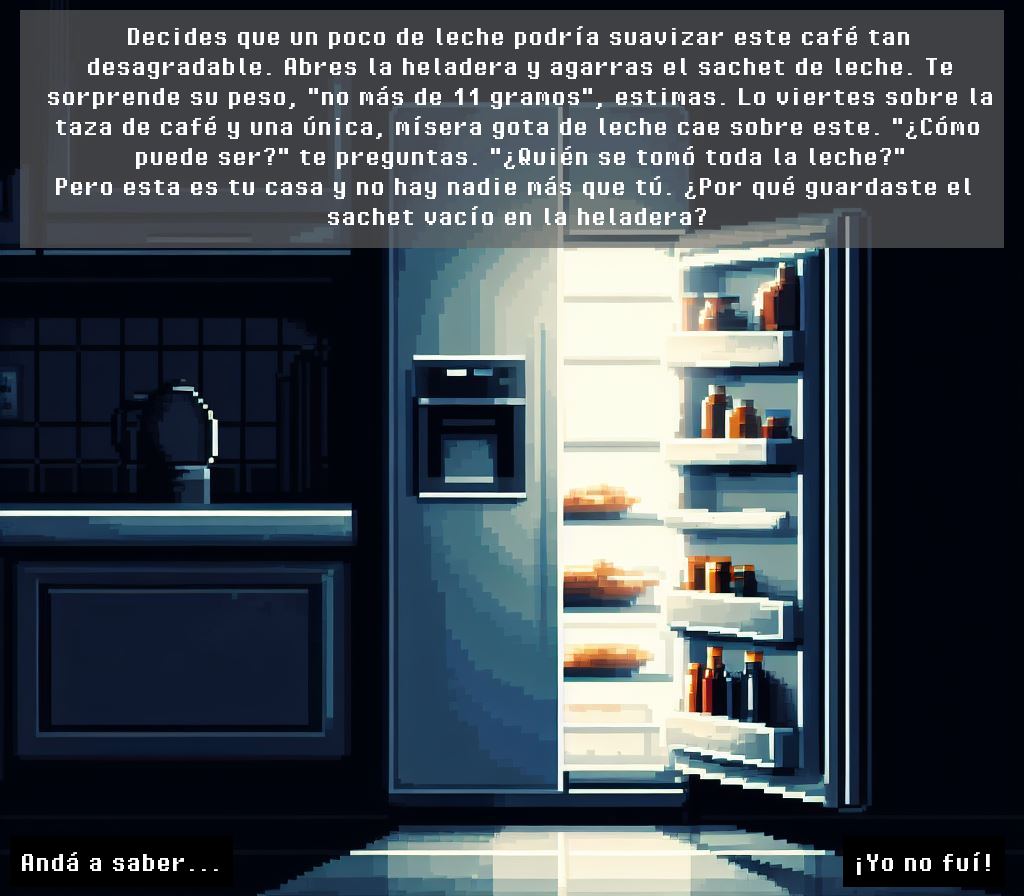 Decides que un poco de leche podría suavizar este café tan
desagradable. Abres la heladera y agarras el sachet de leche. Te
sorprende su peso, "no más de 11 gramos", estimas. Lo viertes sobre la
taza de café y una única, mísera gota de leche cae sobre este. "¿Cómo
puede ser?" te preguntas. "¿Quién se tomó toda la leche?"
Pero esta es tu casa y no hay nadie más que tú. ¿Por qué guardaste el
sachet vacío en la heladera?
Andá a saber...
¡Yo no fuí!